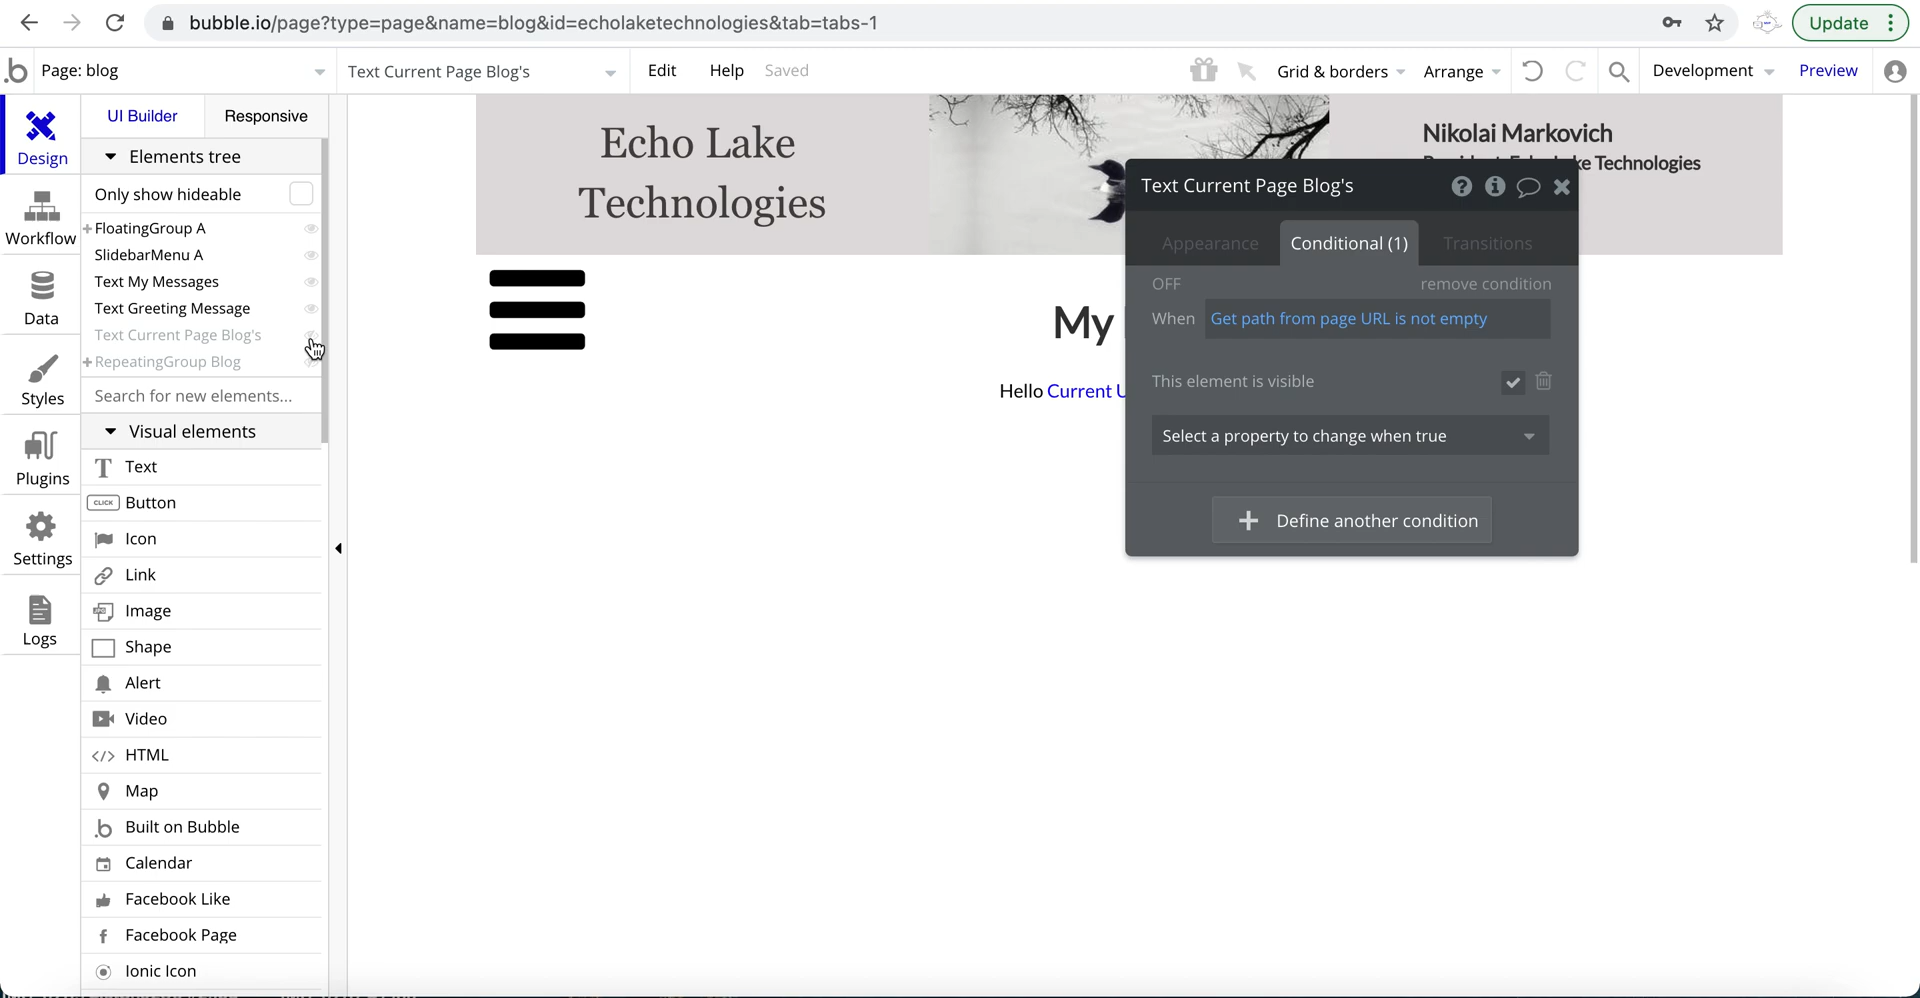 bubble.io/page?type=page&name=blog&id=echolaketechnologies&tab=tabs-1
Update
Page: blog
Text Current Page Blog's
Edit
Help
Saved
Grid & borders
Arrange
Development
Preview
Design
Workflow
Data
Styles
Plugins
Settings
Logs
UI Builder
Responsive
Elements tree
Only show hideable
FloatingGroup A
SlidebarMenu A
Text My Messages
Text Greeting Message
Text Current Page Blog's
RepeatingGroup Blog
Search for new elements...
Visual elements
Text
CLICK Button
Icon
Link
Image
Shape
Alert
Video
HTML
Map
Built on Bubble
Calendar
Facebook Like
Facebook Page
Ionic Icon
Echo Lake
Technologies
Nikolai Markovich
ke Technologies
My
Hello Current U
Text Current Page Blog's
Appearance
Conditional (1)
Transitions
OFF
remove condition
When Get path from page URL is not empty
This element is visible
Select a property to change when true
Define another condition